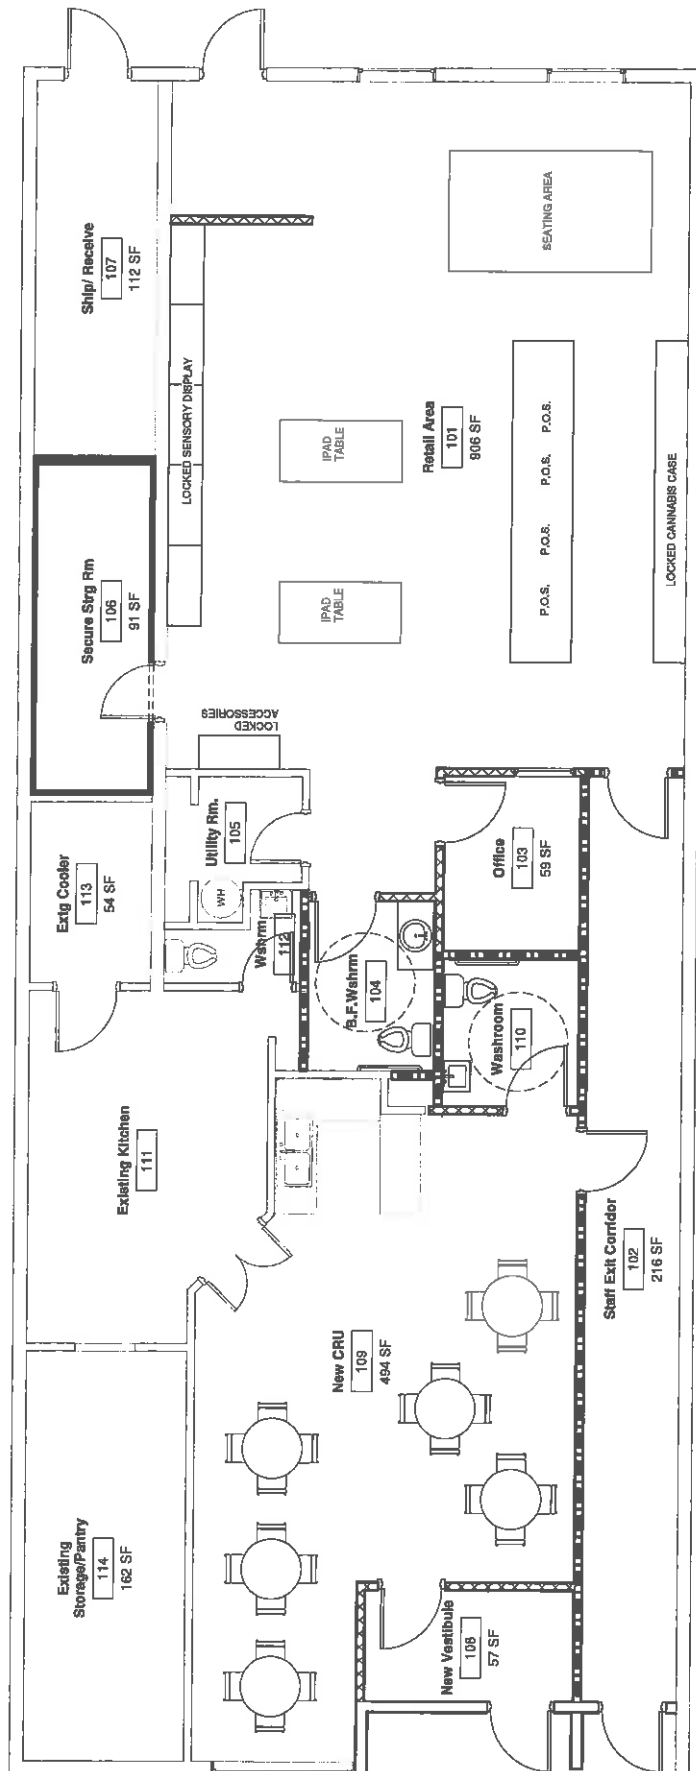 Ship/ Receive
107
112 SF
SEATING AREA
LOCKED SENSORY DISPLAY
IPAD
TABLE
Retail Area
101
906 SF
P.O.S. P.O.S. P.O.S. P.O.S.
LOCKED CANNABIS CASE
Secure Strg Rm
106
91 SF
IPAD
TABLE
LOCKED
ACCESSORIES
Extg Cooler
113
54 SF
Utility Rm.
105
WH
Office
103
59 SF
Wshrm
112
B.F.Wshrm
104
Washroom
110
Existing Kitchen
111
Staff Exit Corridor
102
216 SF
New CRU
109
494 SF
Existing
Storage/Pantry
114
162 SF
New Vestibule
108
57 SF